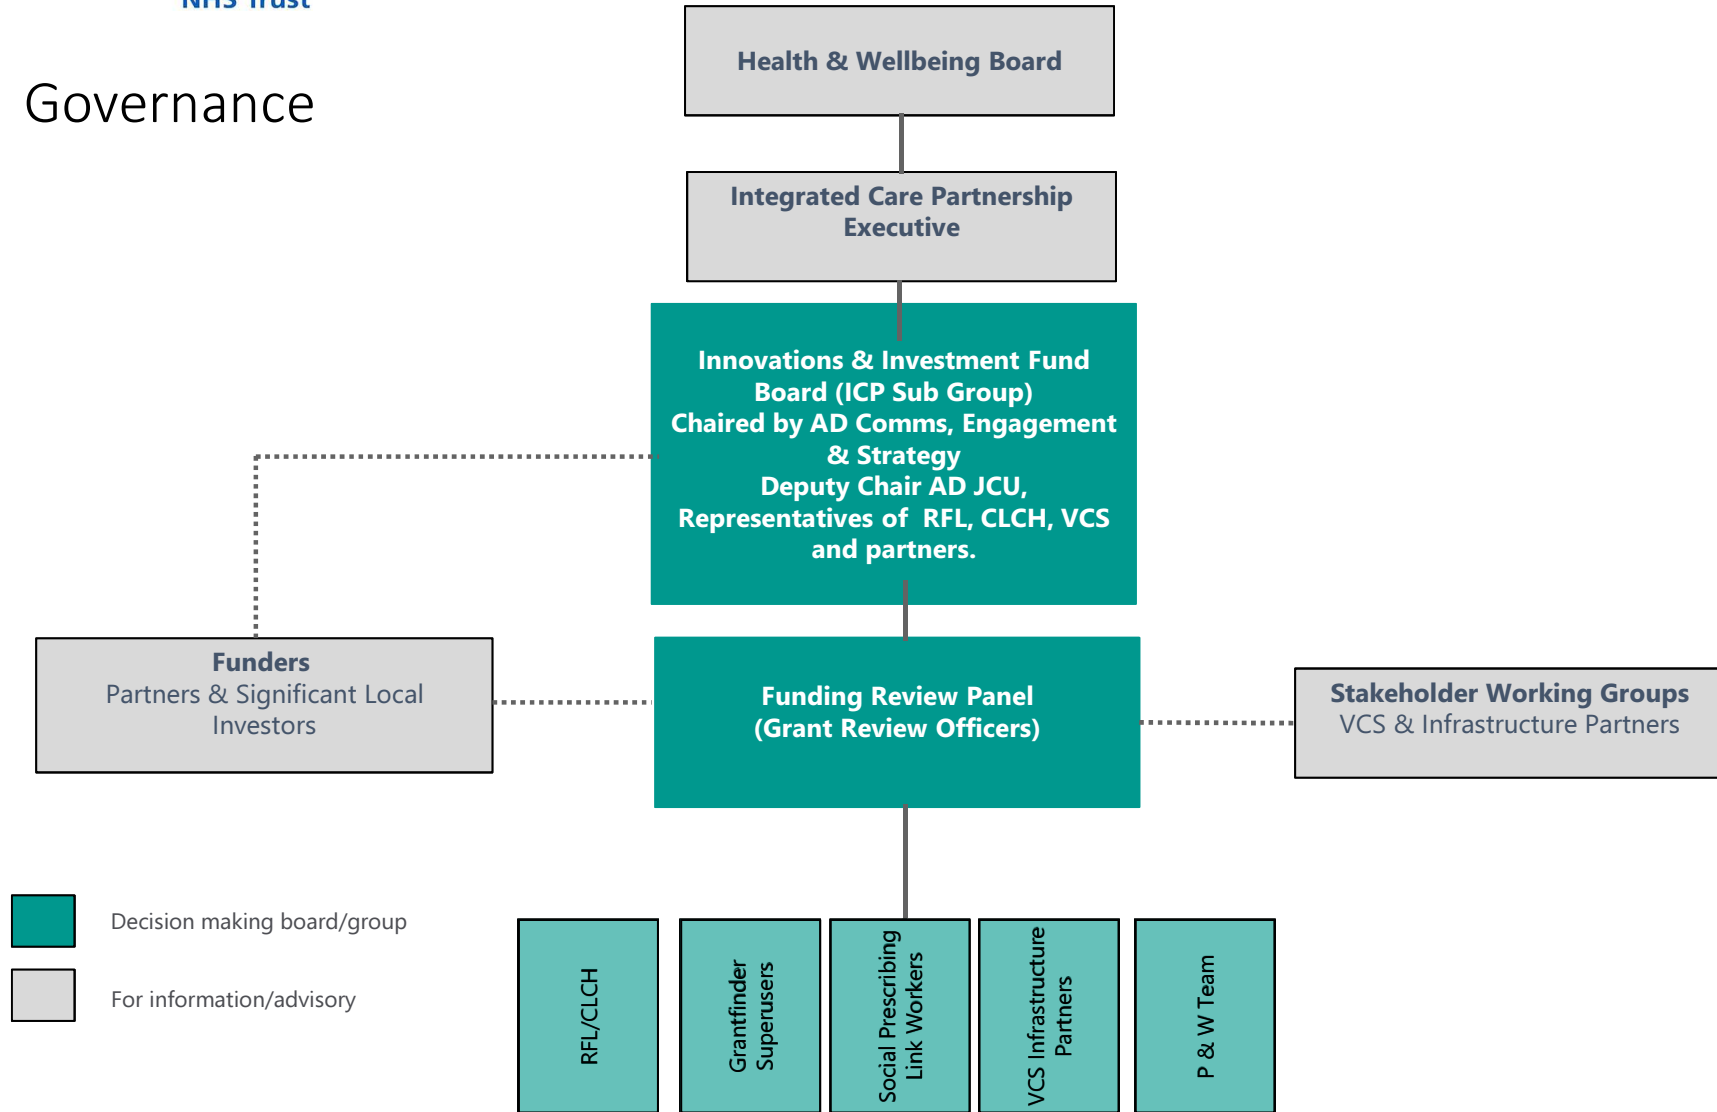 NHS Trust
Governance
Health & Wellbeing Board
Integrated Care Partnership
Executive
Innovations & Investment Fund
Board (ICP Sub Group)
Chaired by AD Comms, Engagement
& Strategy
Deputy Chair AD JCU,
Representatives of RFL, CLCH, VCS
and partners.
Funders
Partners & Significant Local
Investors
Funding Review Panel
(Grant Review Officers)
Stakeholder Working Groups
VCS & Infrastructure Partners
Decision making board/group
For information/advisory
RFL/CLCH
Grantfinder
Superusers
Social Prescribing
Link Workers
VCS Infrastructure
Partners
P & W Team